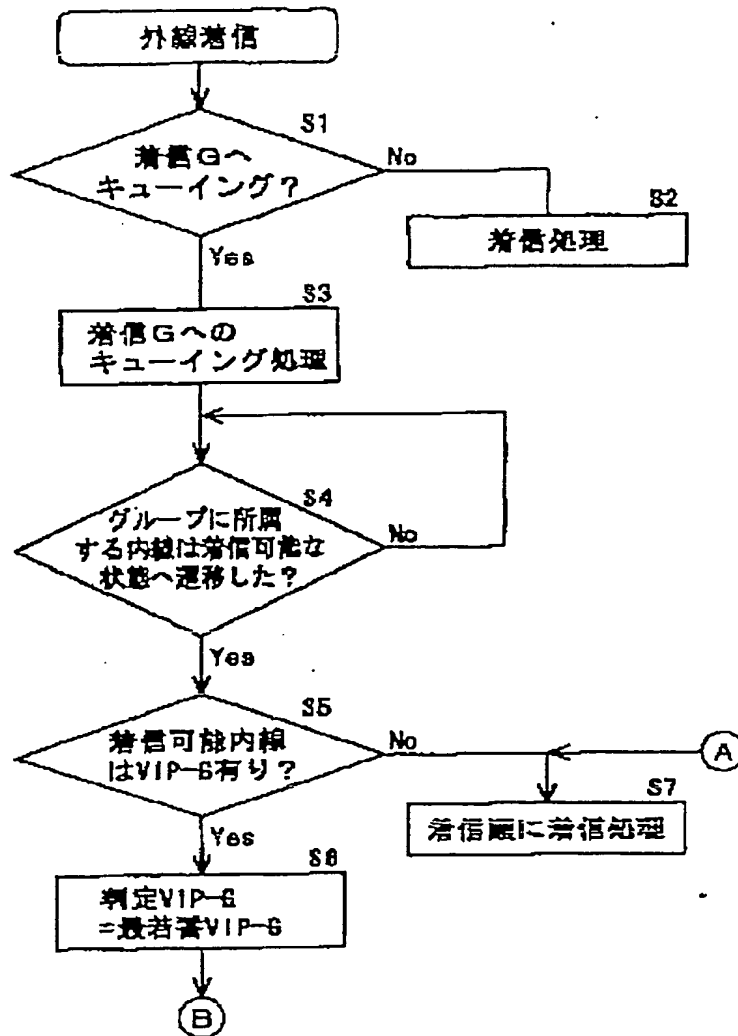 外線着信
S1
着信Gへ
キューイング？
No
S2
着信処理
Yes
S3
着信Gへの
キューイング処理
S4
グループに所属
する内線は着信可能な
状態へ遷移した？
No
Yes
S5
着信可能内線
はVIP-G有り？
No
A
S7
着信順に着信処理
Yes
S6
判定VIP-G
=最若番VIP-G
B